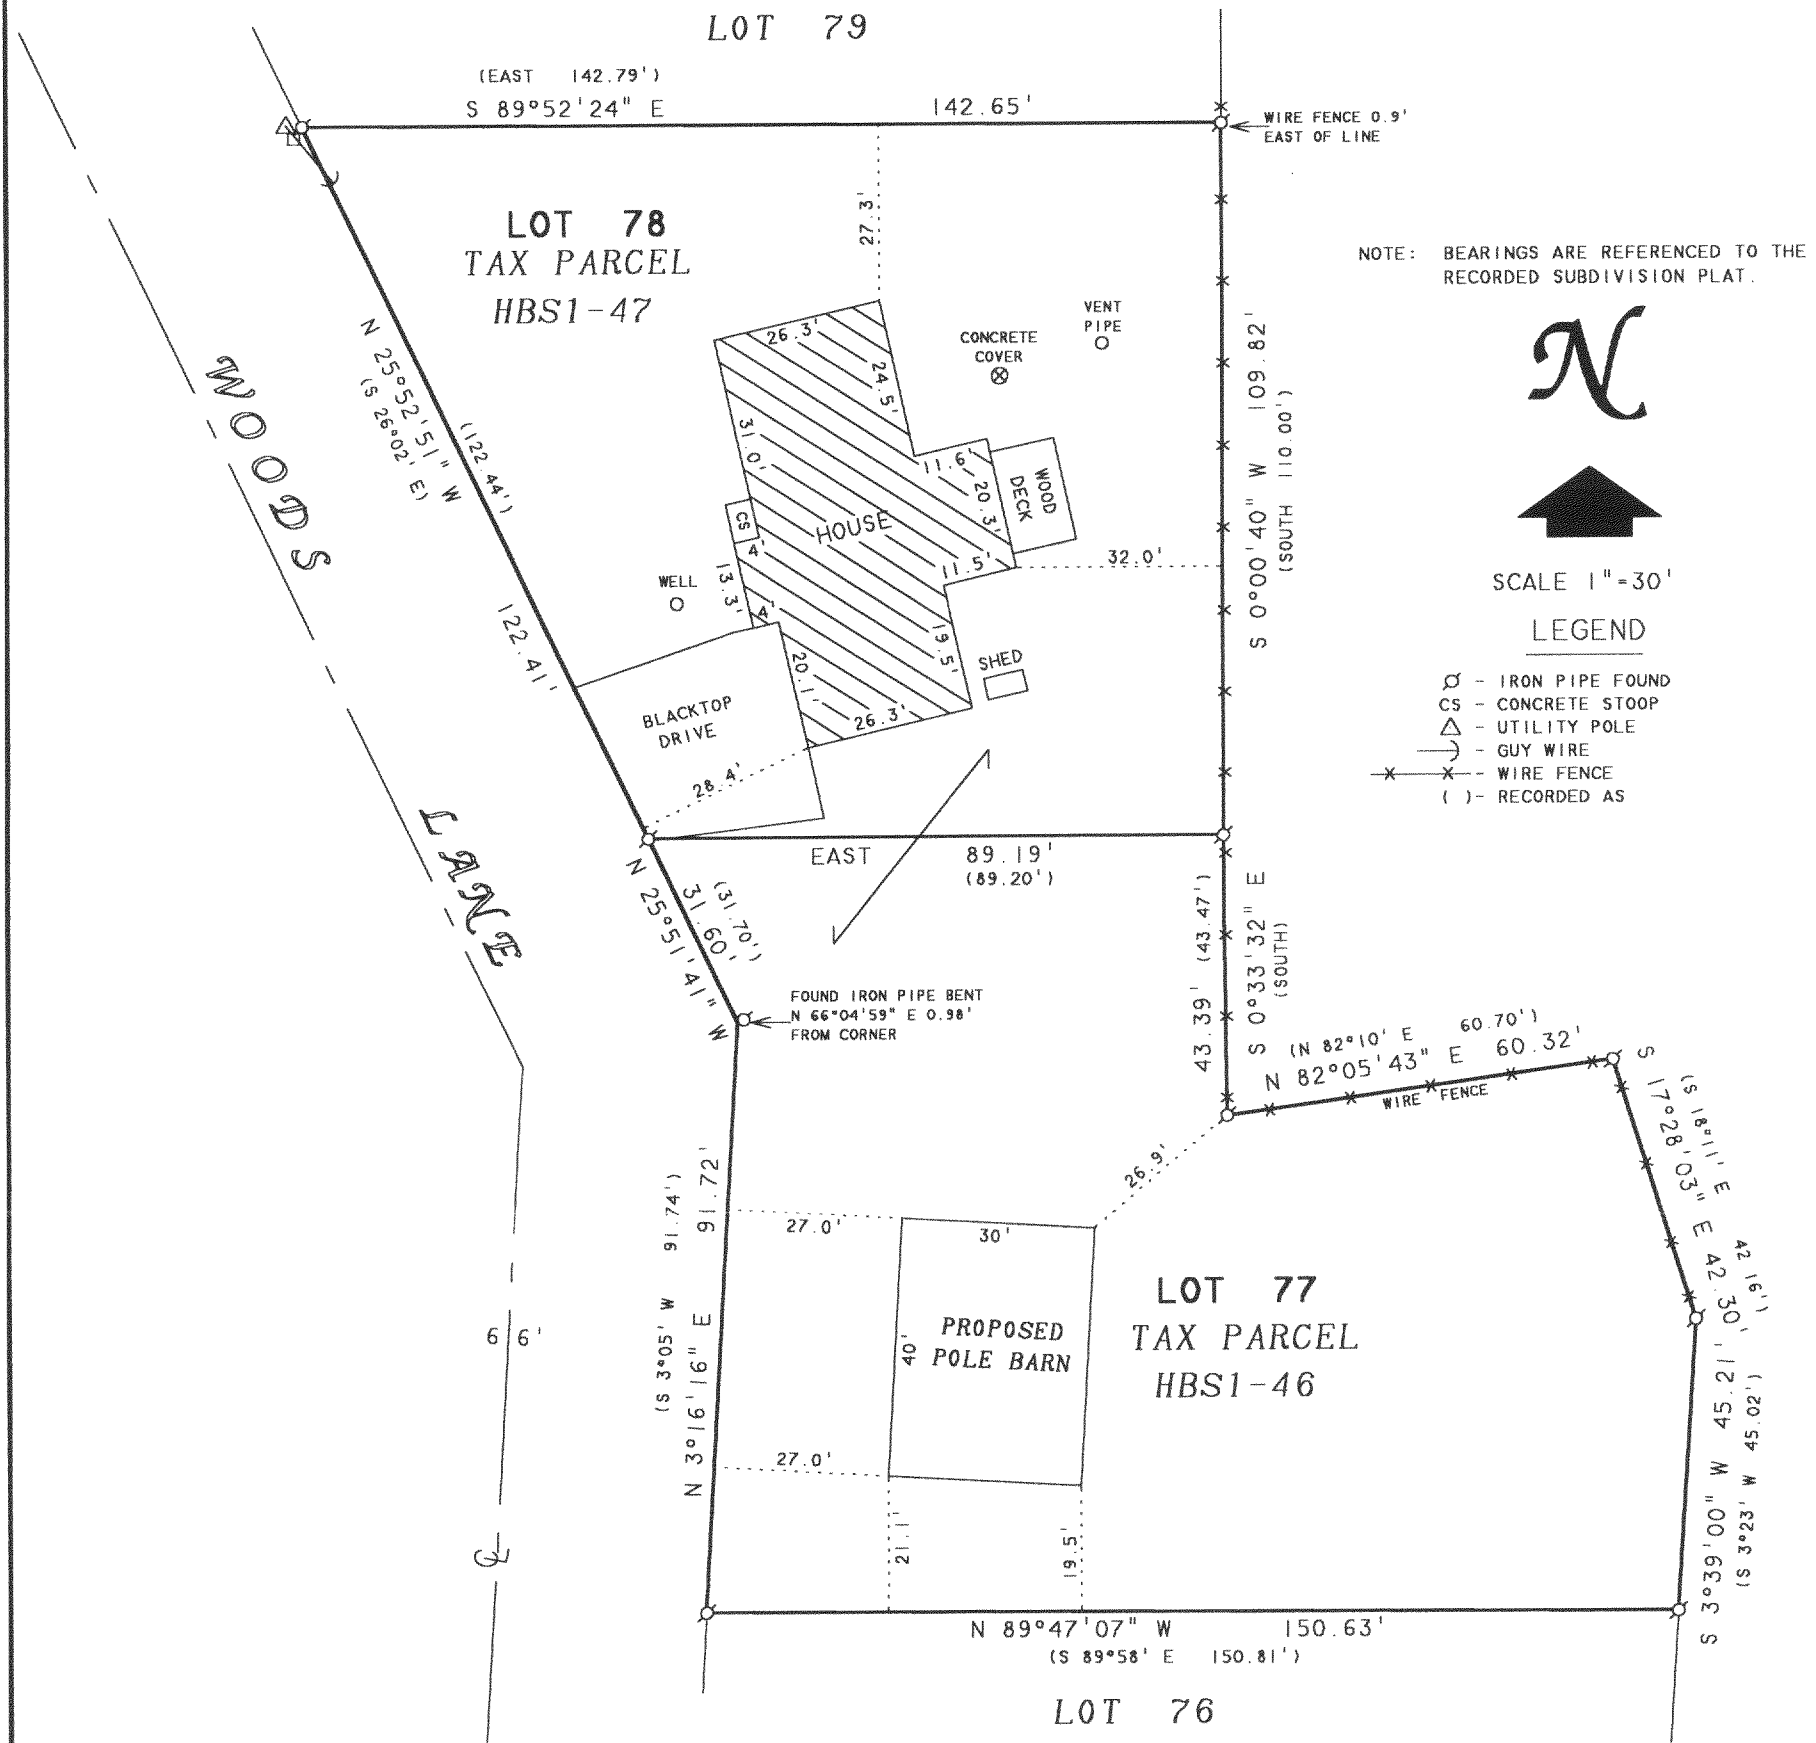 LOT 79
(EAST 142.79')
S 89°52'24" E 142.65'
WIRE FENCE 0.9'
EAST OF LINE
27.3'
LOT 78
TAX PARCEL
HBS1-47
NOTE: BEARINGS ARE REFERENCED TO THE
RECORDED SUBDIVISION PLAT.
N
SCALE 1"=30'
LEGEND
- IRON PIPE FOUND
CS - CONCRETE STOOP
- UTILITY POLE
- GUY WIRE
- WIRE FENCE
( ) - RECORDED AS
VENT
PIPE
CONCRETE
COVER
26.3'
24.5'
31.0'
11.6'
20.3'
WOOD
DECK
CS
HOUSE
4'
13.3'
4'
11.5'
32.0'
19.5'
20.1'
26.3'
WELL
SHED
BLACKTOP
DRIVE
28.4'
N 25°52'51" W
(S 26°02' E)
(122.44')
122.41'
S 0°00'40" W 109.82'
(SOUTH 110.00')
WOODS
LANE
EAST 89.19'
(89.20')
N 25°51'41" W
31.60'
(31.70')
FOUND IRON PIPE BENT
N 66°04'59" E 0.98'
FROM CORNER
43.39' (43.47')
S 0°33'32" E
(SOUTH)
(N 82°10' E 60.70')
N 82°05'43" E 60.32'
WIRE FENCE
S 17°28'03" E 42.30'
(S 18°11' E 42.16')
26.9'
27.0'
30'
40'
PROPOSED
POLE BARN
LOT 77
TAX PARCEL
HBS1-46
N 3°16'16" E 91.72'
(S 3°05' W 91.74')
66'
CL
27.0'
21.1'
19.5'
S 3°39'00" W 45.21'
(S 3°23' W 45.02')
N 89°47'07" W 150.63'
(S 89°58' E 150.81')
LOT 76